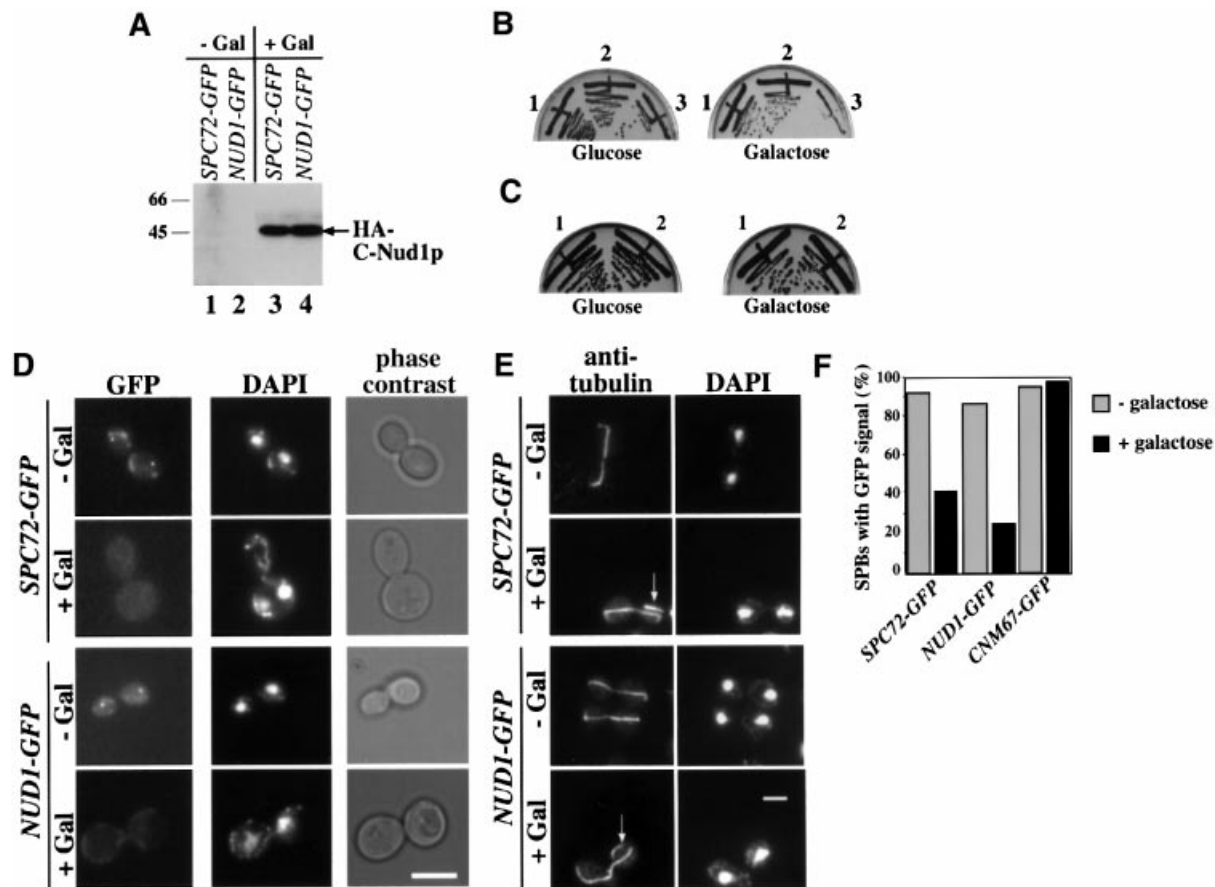 A
- Gal + Gal
SPC72-GFP
NUD1-GFP
SPC72-GFP
NUD1-GFP
66
45
HA-
C-Nud1p
1 2 3 4
B
1 2 3
Glucose
1 2 3
Galactose
C
1 2
Glucose
1 2
Galactose
D
GFP DAPI phase
contrast
SPC72-GFP
- Gal
+ Gal
NUD1-GFP
- Gal
+ Gal
E
anti-
tubulin DAPI
SPC72-GFP
- Gal
+ Gal
NUD1-GFP
- Gal
+ Gal
F
SPBs with GFP signal (%)
100
80
60
40
20
0
SPC72-GFP
NUD1-GFP
CNM67-GFP
- galactose
+ galactose